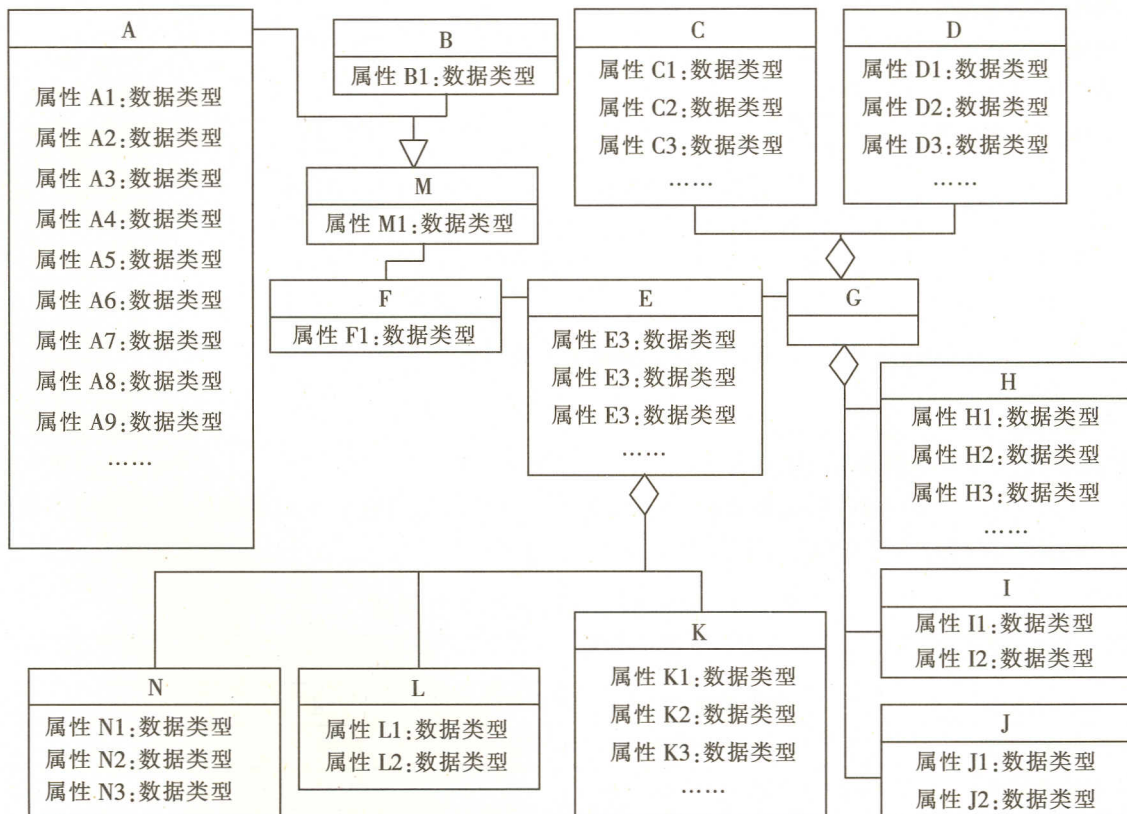 A
属性 A1:数据类型
属性 A2:数据类型
属性 A3:数据类型
属性 A4:数据类型
属性 A5:数据类型
属性 A6:数据类型
属性 A7:数据类型
属性 A8:数据类型
属性 A9:数据类型
……
B
属性 B1:数据类型
C
属性 C1:数据类型
属性 C2:数据类型
属性 C3:数据类型
……
D
属性 D1:数据类型
属性 D2:数据类型
属性 D3:数据类型
……
M
属性 M1:数据类型
F
属性 F1:数据类型
E
属性 E3:数据类型
属性 E3:数据类型
属性 E3:数据类型
……
G
H
属性 H1:数据类型
属性 H2:数据类型
属性 H3:数据类型
……
I
属性 I1:数据类型
属性 I2:数据类型
J
属性 J1:数据类型
属性 J2:数据类型
N
属性 N1:数据类型
属性 N2:数据类型
属性 N3:数据类型
L
属性 L1:数据类型
属性 L2:数据类型
K
属性 K1:数据类型
属性 K2:数据类型
属性 K3:数据类型
……